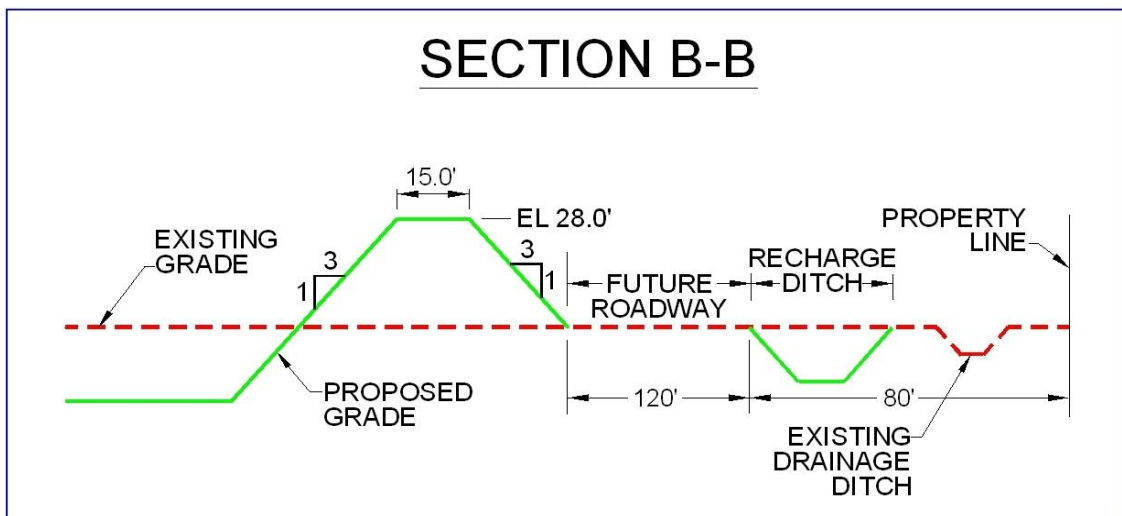 SECTION B-B
15.0'
EL 28.0'
EXISTING
GRADE
3
1
3
1
FUTURE
ROADWAY
RECHARGE
DITCH
PROPERTY
LINE
PROPOSED
GRADE
120'
80'
EXISTING
DRAINAGE
DITCH